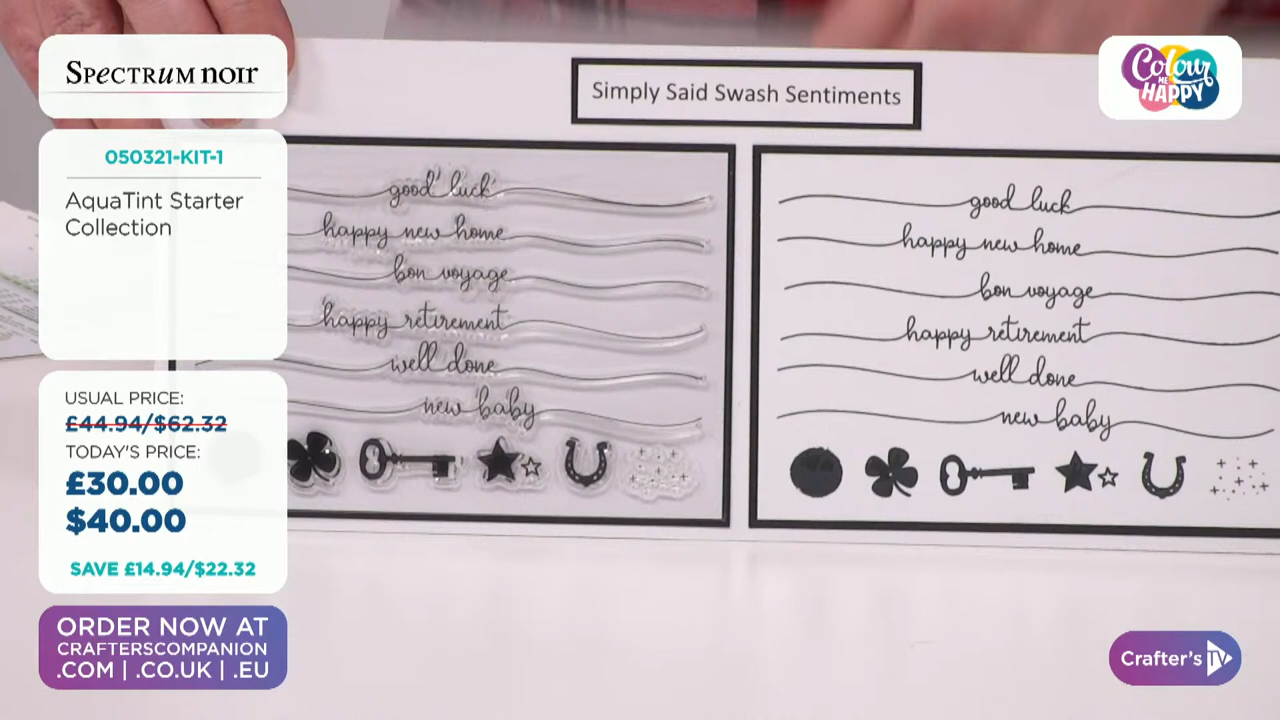 SPECTRUM noir
050321-KIT-1
AquaTint Starter
Collection
USUAL PRICE:
£44.94/$62.32
TODAY'S PRICE:
£30.00
$40.00
SAVE £14.94/$22.32
ORDER NOW AT
CRAFTERSCOMPANION
.COM | .CO.UK | .EU
Simply Said Swash Sentiments
good luck
happy new home
bon voyage
happy retirement
well done
new baby
good luck
happy new home
bon voyage
happy retirement
well done
new baby
Colour
ME
HAPPY
Crafter's TV